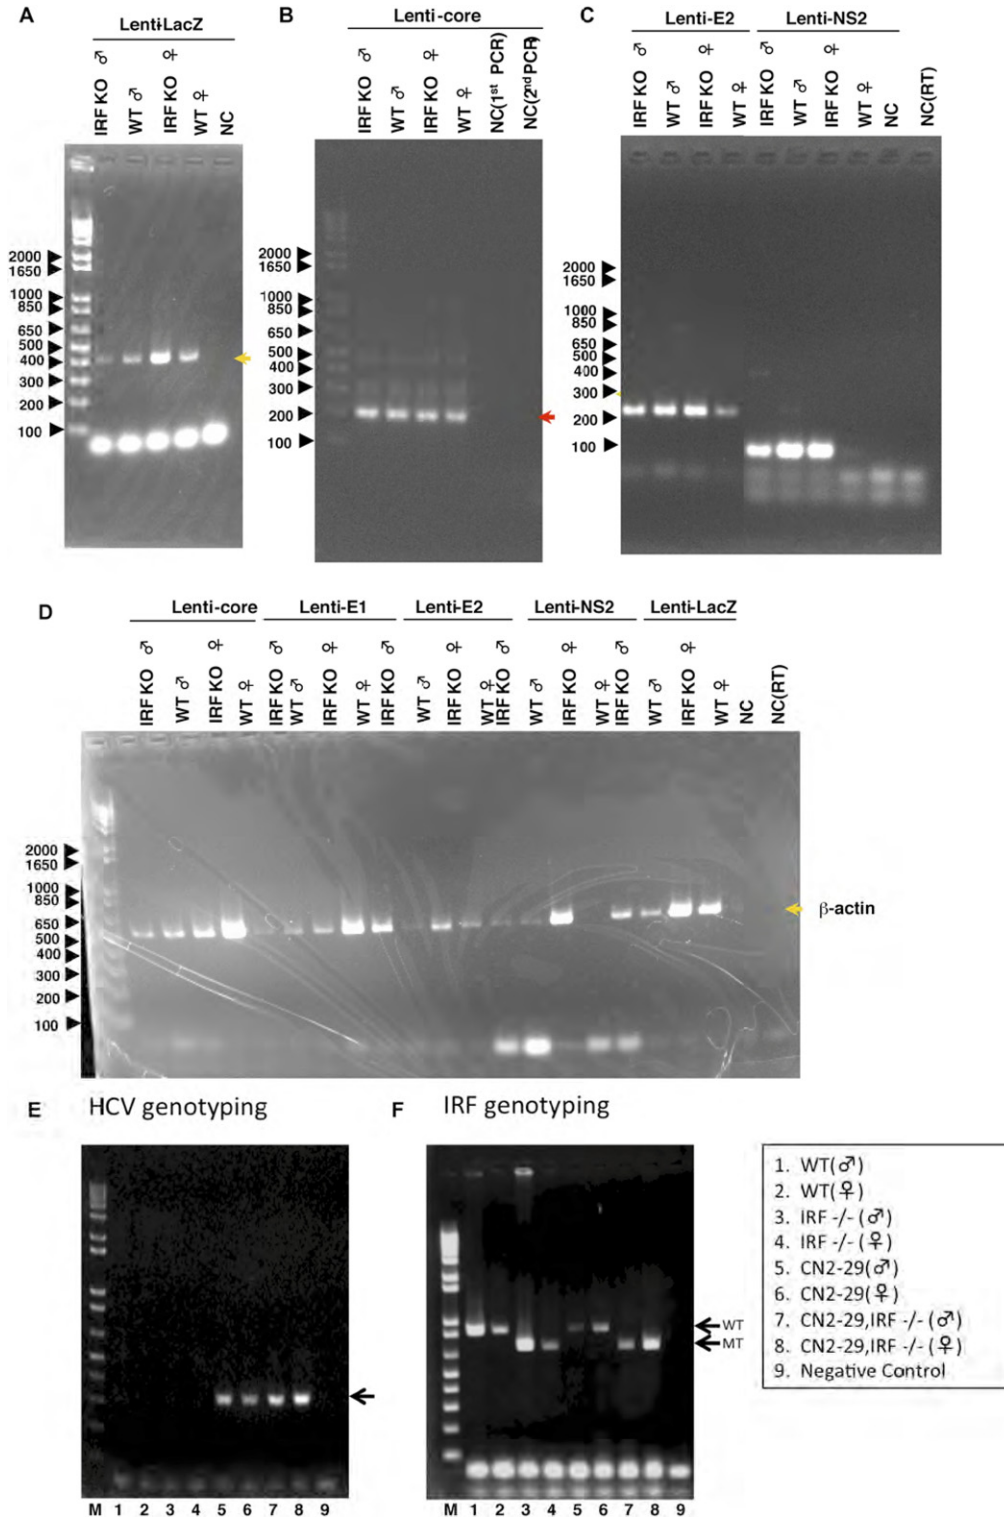 A
Lenti-LacZ
IRF KO ♂
WT ♂
IRF KO ♀
WT ♀
NC
2000
1650
1000
850
650
500
400
300
200
100
B
Lenti-core
IRF KO ♂
WT ♂
IRF KO ♀
WT ♀
NC(1st PCR)
NC(2nd PCR)
2000
1650
1000
850
650
500
400
300
200
100
C
Lenti-E2 Lenti-NS2
IRF KO ♂
WT ♂
IRF KO ♀
WT ♀
IRF KO ♂
WT ♂
IRF KO ♀
WT ♀
NC
NC(RT)
2000
1650
1000
850
650
500
400
300
200
100
D
Lenti-core Lenti-E1 Lenti-E2 Lenti-NS2 Lenti-LacZ
IRF KO ♂
WT ♂
IRF KO ♀
WT ♀
IRF KO ♂
WT ♂
IRF KO ♀
WT ♀
IRF KO ♂
WT ♂
IRF KO ♀
WT ♀
IRF KO ♂
WT ♂
IRF KO ♀
WT ♀
IRF KO ♂
WT ♂
IRF KO ♀
WT ♀
NC
NC(RT)
2000
1650
1000
850
650
500
400
300
200
100
β-actin
E HCV genotyping
M 1 2 3 4 5 6 7 8 9
F IRF genotyping
WT
MT
M 1 2 3 4 5 6 7 8 9
1. WT(♂)
2. WT(♀)
3. IRF -/- (♂)
4. IRF -/- (♀)
5. CN2-29(♂)
6. CN2-29(♀)
7. CN2-29,IRF -/- (♂)
8. CN2-29,IRF -/- (♀)
9. Negative Control